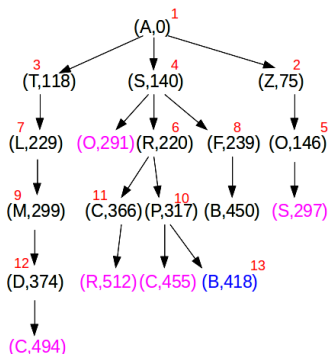 1
(A,0)
3 4 2
(T,118) (S,140) (Z,75)
7 6 8 5
(L,229) (O,291) (R,220) (F,239) (O,146)
9 11 10
(M,299) (C,366) (P,317) (B,450) (S,297)
12 13
(D,374) (R,512) (C,455) (B,418)
(C,494)